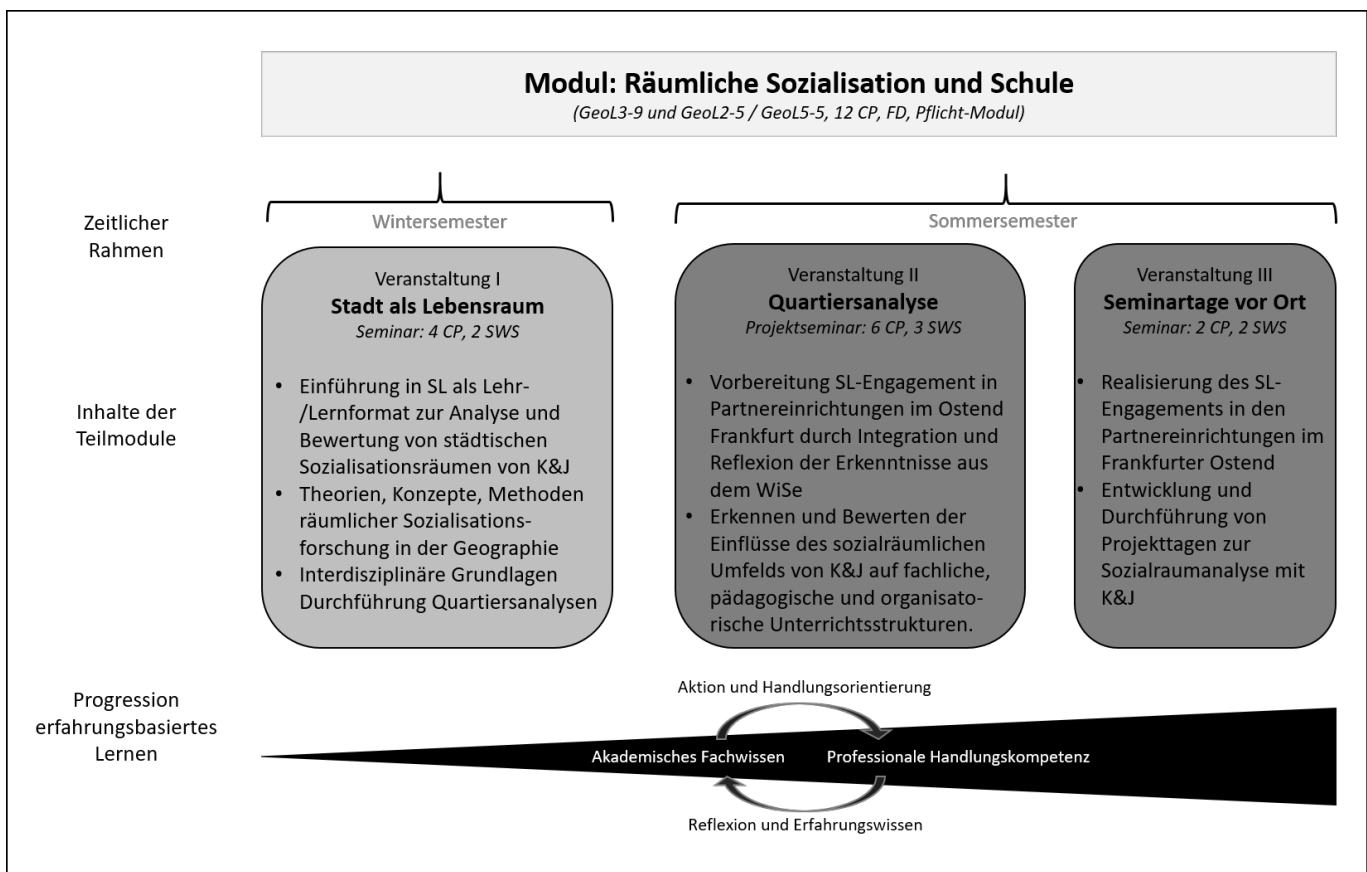 Modul: Räumliche Sozialisation und Schule
(GeoL3-9 und GeoL2-5 / GeoL5-5, 12 CP, FD, Pflicht-Modul)
Zeitlicher
Rahmen
Wintersemester
Sommersemester
Inhalte der
Teilmodule
Veranstaltung I
Stadt als Lebensraum
Seminar: 4 CP, 2 SWS
• Einführung in SL als Lehr-
/Lernformat zur Analyse und
Bewertung von städtischen
Sozialisationsräumen von K&J
• Theorien, Konzepte, Methoden
räumlicher Sozialisations-
forschung in der Geographie
• Interdisziplinäre Grundlagen
Durchführung Quartiersanalysen
Veranstaltung II
Quartiersanalyse
Projektseminar: 6 CP, 3 SWS
• Vorbereitung SL-Engagement in
Partnereinrichtungen im Ostend
Frankfurt durch Integration und
Reflexion der Erkenntnisse aus
dem WiSe
• Erkennen und Bewerten der
Einflüsse des sozialräumlichen
Umfelds von K&J auf fachliche,
pädagogische und organisato-
rische Unterrichtsstrukturen.
Veranstaltung III
Seminartage vor Ort
Seminar: 2 CP, 2 SWS
• Realisierung des SL-
Engagements in den
Partnereinrichtungen im
Frankfurter Ostend
• Entwicklung und
Durchführung von
Projekttagen zur
Sozialraumanalyse mit
K&J
Progression
erfahrungsbasiertes
Lernen
Aktion und Handlungsorientierung
Akademisches Fachwissen
Professionale Handlungskompetenz
Reflexion und Erfahrungswissen